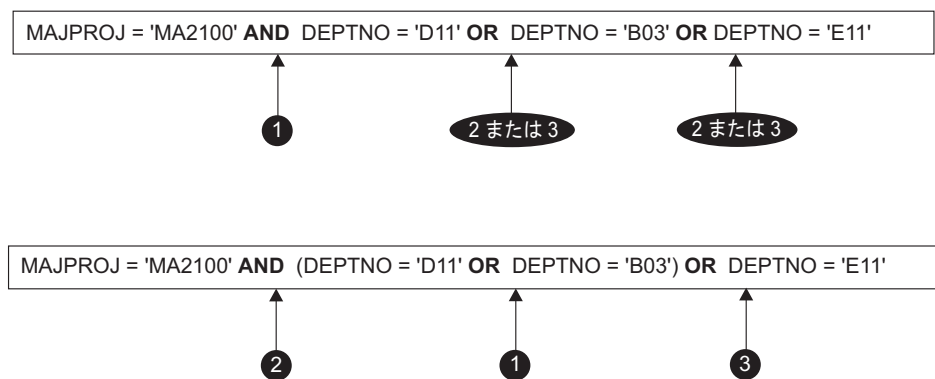 MAJPROJ = 'MA2100' AND DEPTNO = 'D11' OR DEPTNO = 'B03' OR DEPTNO = 'E11'
1 2 または 3 2 または 3
MAJPROJ = 'MA2100' AND (DEPTNO = 'D11' OR DEPTNO = 'B03') OR DEPTNO = 'E11'
2 1 3